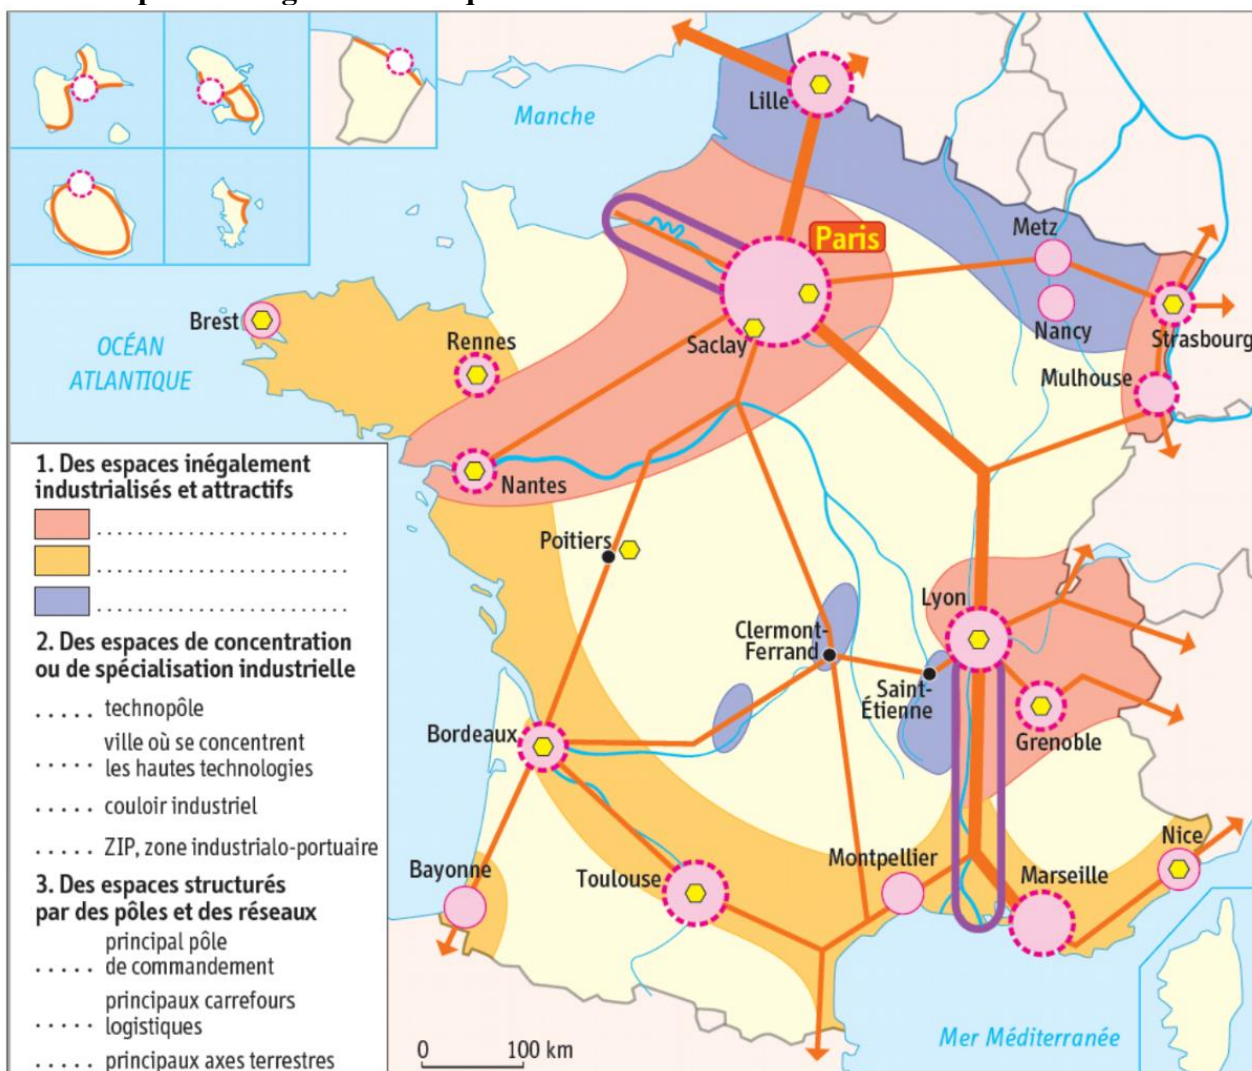 Manche
Lille
Paris
Metz
Nancy
Strasbourg
Mulhouse
Brest
Rennes
Saclay
OCÉAN
ATLANTIQUE
Nantes
Poitiers
Lyon
Clermont-
Ferrand
Saint-
Étienne
Grenoble
Bordeaux
Bayonne
Toulouse
Montpellier
Marseille
Nice
Mer Méditerranée
0 100 km
1. Des espaces inégalement
industrialisés et attractifs
. . . . . . . . . . . . . . . . . . . . . . . .
. . . . . . . . . . . . . . . . . . . . . . . .
. . . . . . . . . . . . . . . . . . . . . . . .
2. Des espaces de concentration
ou de spécialisation industrielle
. . . . . technopôle
ville où se concentrent
. . . . . les hautes technologies
. . . . . couloir industriel
. . . . . ZIP, zone industrialo-portuaire
3. Des espaces structurés
par des pôles et des réseaux
principal pôle
. . . . . de commandement
principaux carrefours
. . . . . logistiques
. . . . . principaux axes terrestres